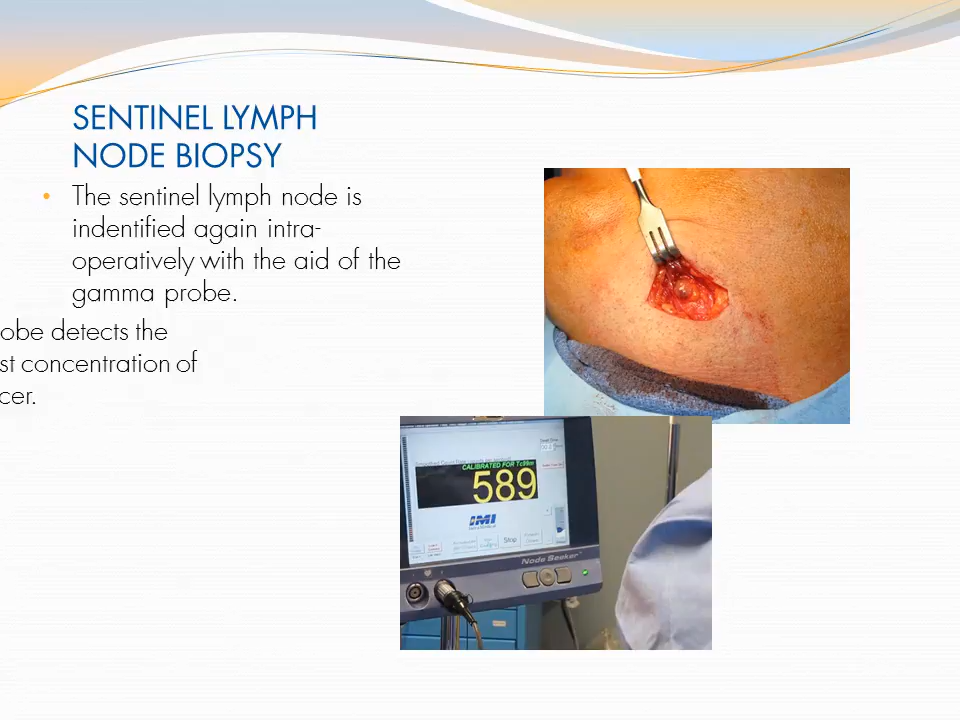 SENTINEL LYMPH
NODE BIOPSY
• The sentinel lymph node is
indentified again intra-
operatively with the aid of the
gamma probe.
obe detects the
st concentration of
cer.
CALIBRATED FOR
589
IMI
Stop
Node Seeker